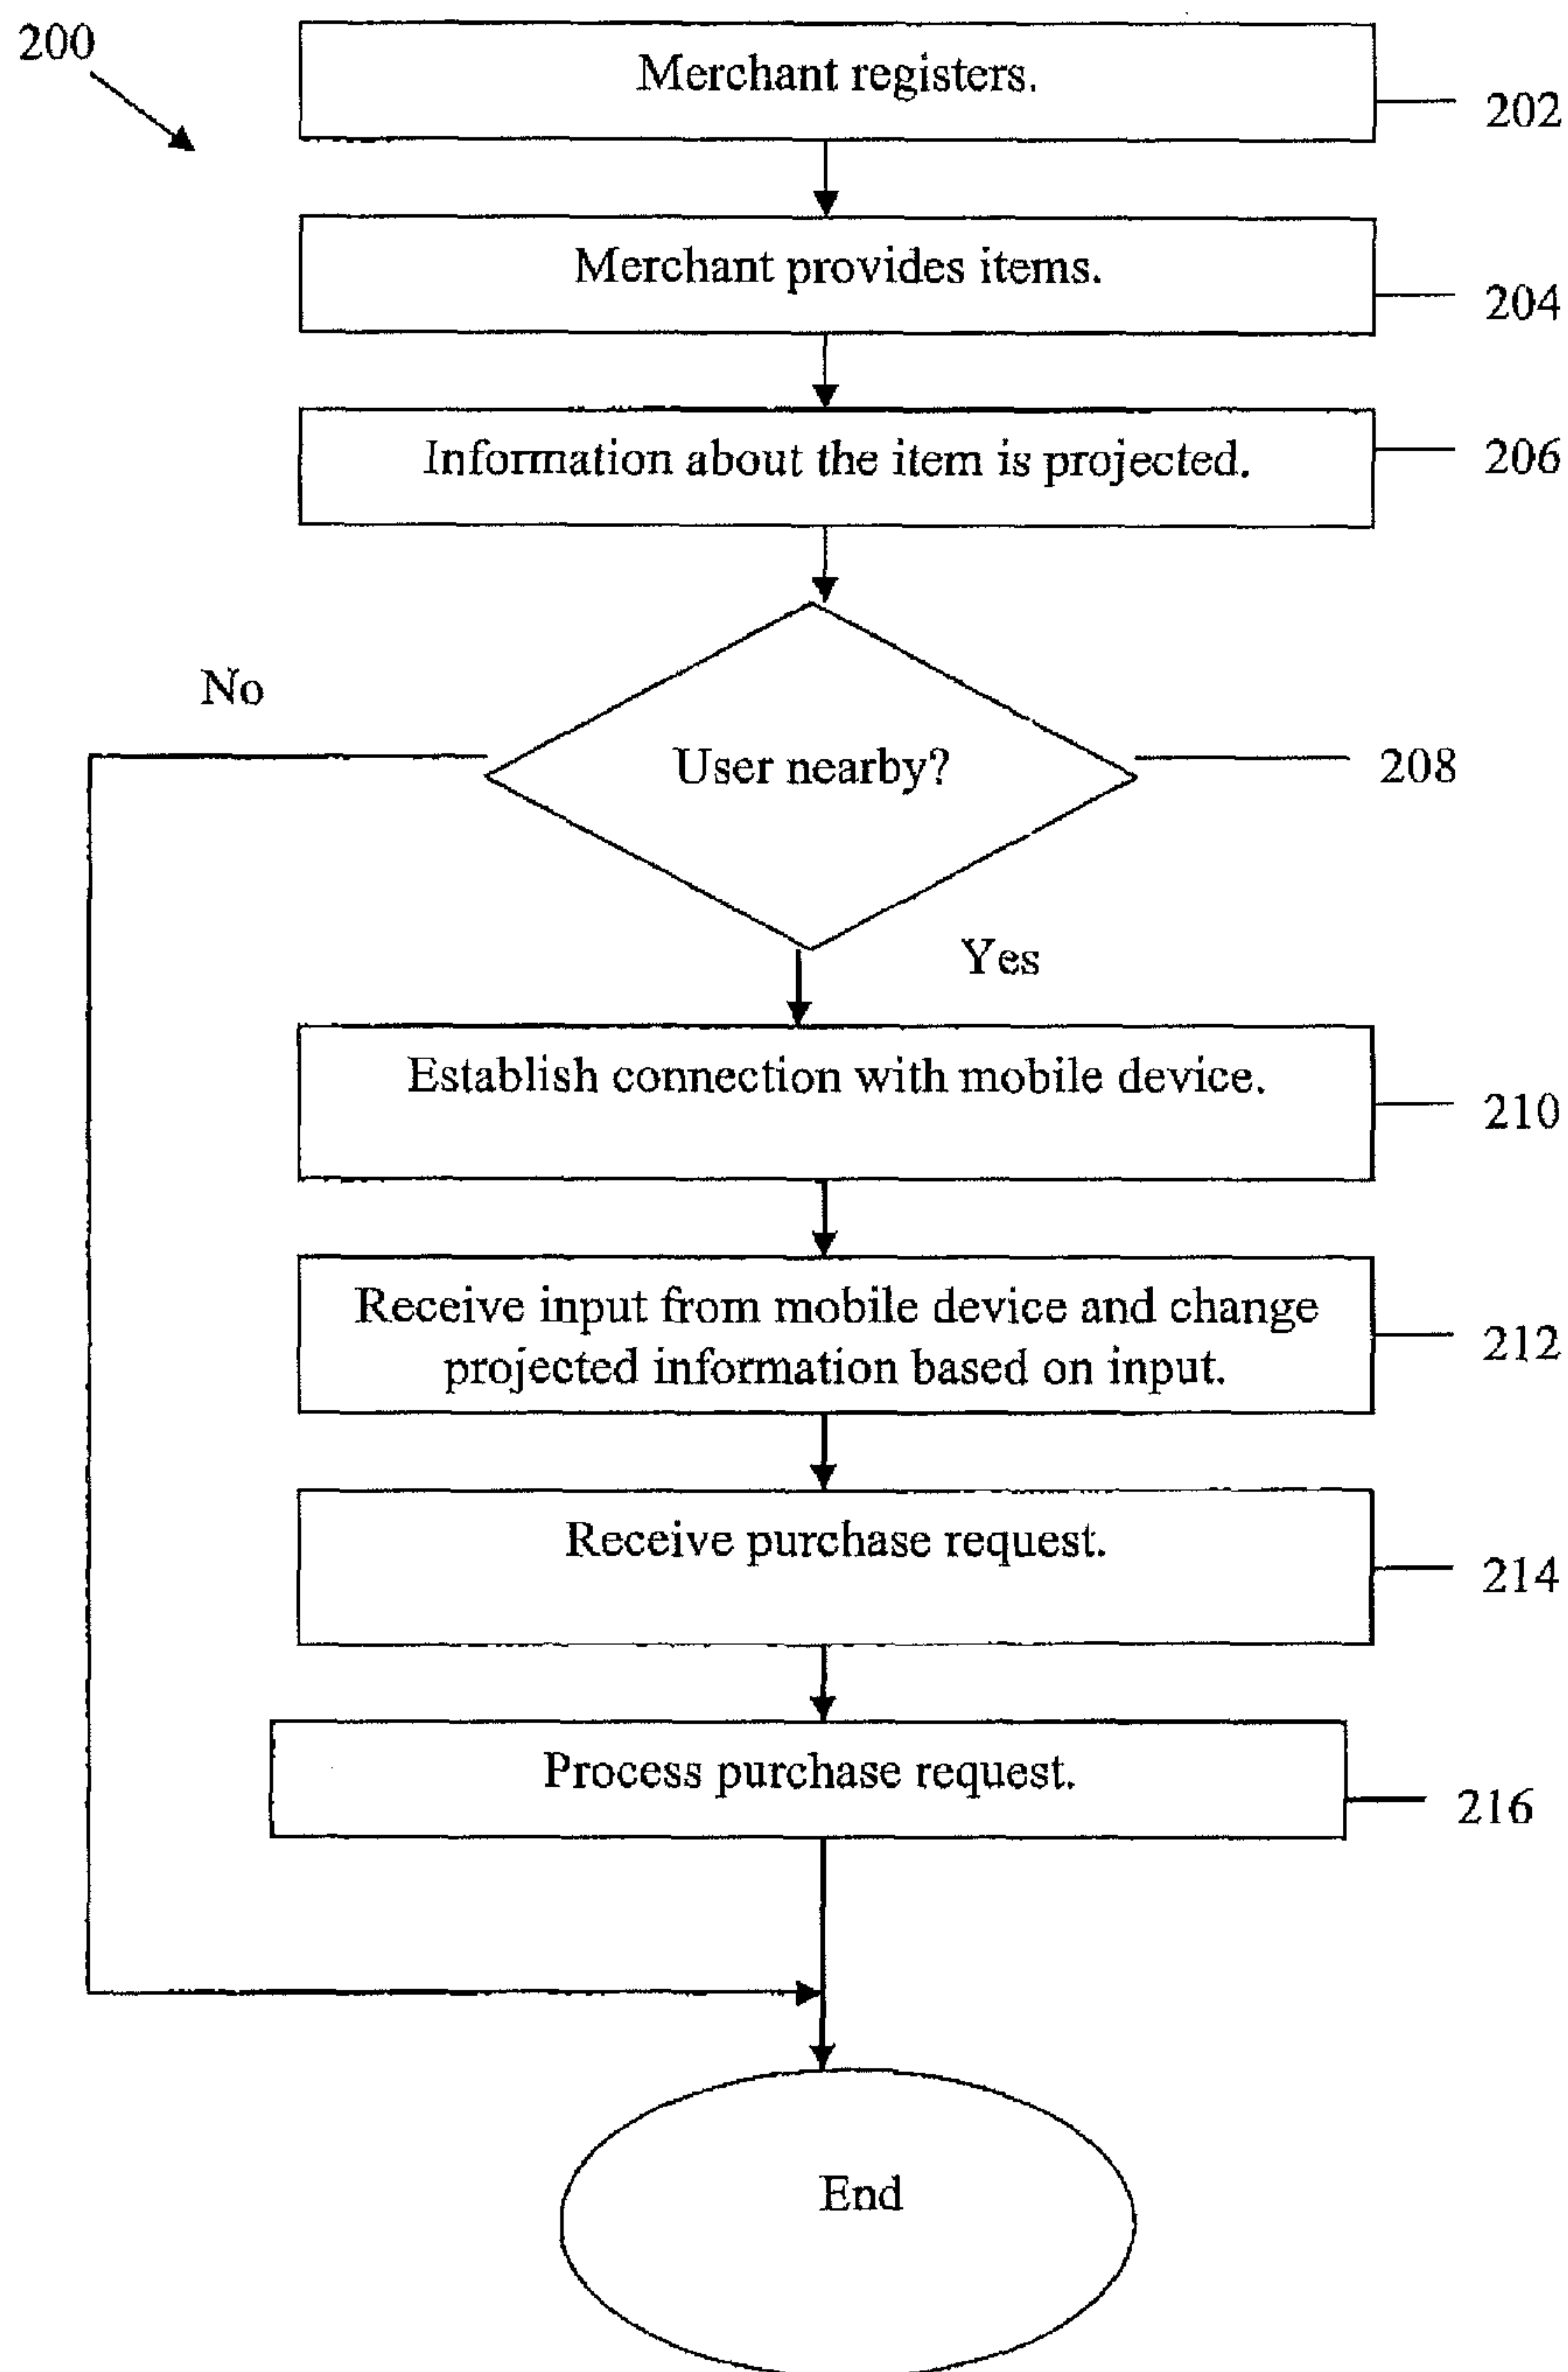 200
Merchant registers.
202
Merchant provides items.
204
Information about the item is projected.
206
No
User nearby?
208
Yes
Establish connection with mobile device.
210
Receive input from mobile device and change
projected information based on input.
212
Receive purchase request.
214
Process purchase request.
216
End